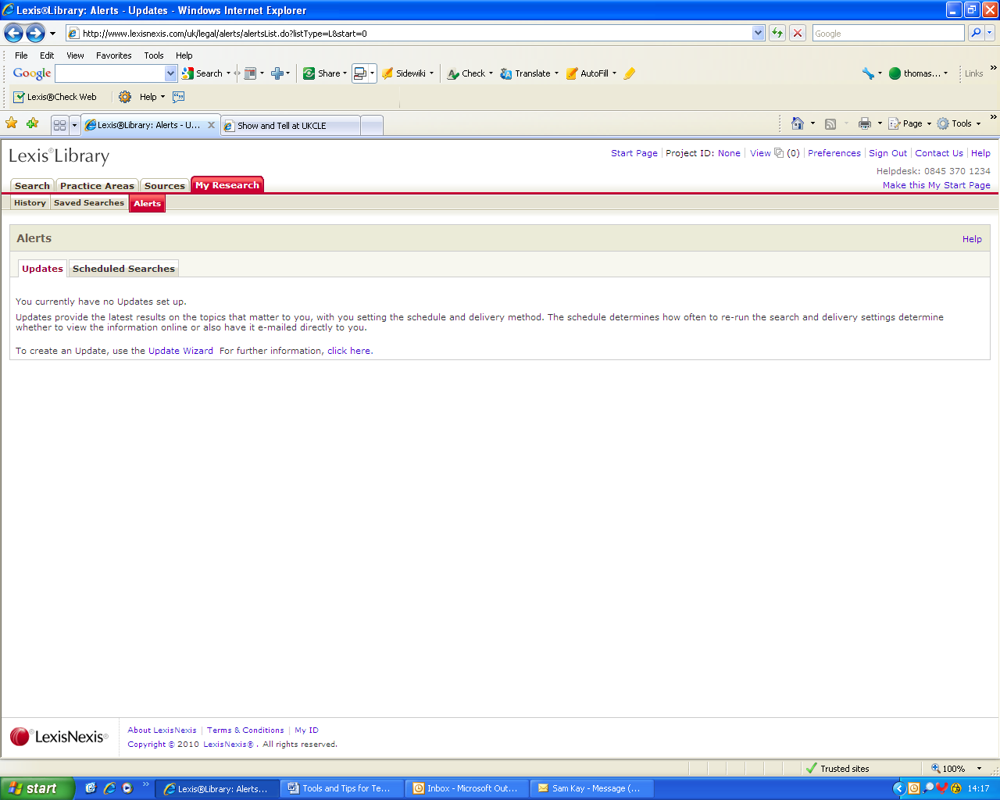 Lexis®Library: Alerts - Updates - Windows Internet Explorer
http://www.lexisnexis.com/uk/legal/alerts/alertsList.do?listType=L&start=0
Google
File Edit View Favorites Tools Help
Google Search Share Sidewiki Check Translate AutoFill thomas... Links
Lexis®Check Web Help
Lexis®Library: Alerts - U... Show and Tell at UKCLE Page Tools
Lexis®Library
Start Page Project ID: None View (0) Preferences Sign Out Contact Us Help
Helpdesk: 0845 370 1234
Search Practice Areas Sources My Research Make this My Start Page
History Saved Searches Alerts
Alerts Help
Updates Scheduled Searches
You currently have no Updates set up.
Updates provide the latest results on the topics that matter to you, with you setting the schedule and delivery method. The schedule determines how often to re-run the search and delivery settings determine
whether to view the information online or also have it e-mailed directly to you.
To create an Update, use the Update Wizard For further information, click here.
LexisNexis®
About LexisNexis | Terms & Conditions | My ID
Copyright © 2010 LexisNexis® . All rights reserved.
Trusted sites 100%
start Lexis®Library: Alerts... Tools and Tips for Te... Inbox - Microsoft Out... Sam Kay - Message (... 14:17